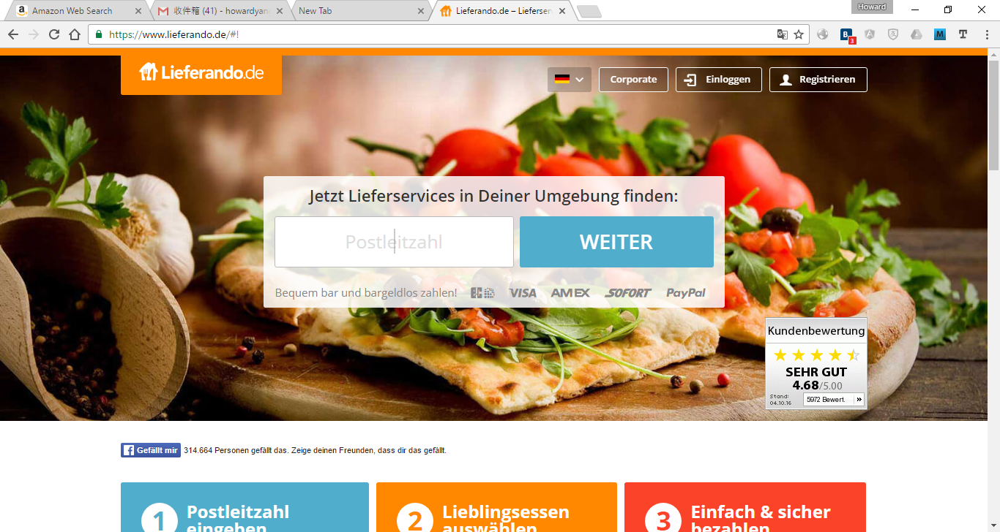 Amazon Web Search
收件箱 (41) - howardyan
New Tab
Lieferando.de – Lieferser
Howard
https://www.lieferando.de/#!
3
Lieferando.de
Corporate
Einloggen
Registrieren
Jetzt Lieferservices in Deiner Umgebung finden:
Postleitzahl
WEITER
Bequem bar und bargeldlos zahlen!
EC
VISA
AMEX
SOFORT
PayPal
Kundenbewertung
SEHR GUT
4.68/5.00
Stand:
04.10.16
5972 Bewert.
Gefällt mir
314.664 Personen gefällt das. Zeige deinen Freunden, dass dir das gefällt.
1
Postleitzahl
eingeben
2
Lieblingsessen
auswählen
3
Einfach & sicher
bezahlen